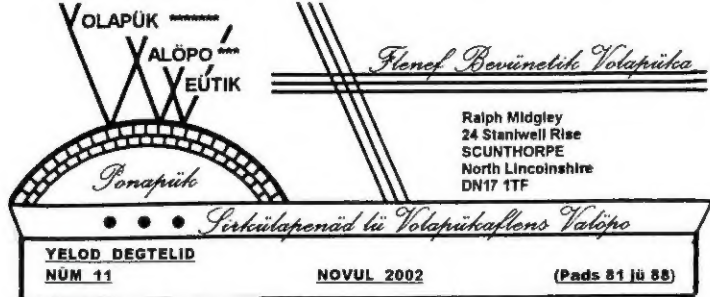 VOLAPÜK *******
VALÖPO ***
VEÜTIK
Flenef Bevünetik Volapüka
Ralph Midgley
24 Staniwell Rise
SCUNTHORPE
North Lincolnshire
DN17 1TF
Ponapük
Sirkülapenäd lü Volapükaflens Valöpo
YELOD DEGTELID
NÜM 11 NOVUL 2002 (Pads 81 jü 88)